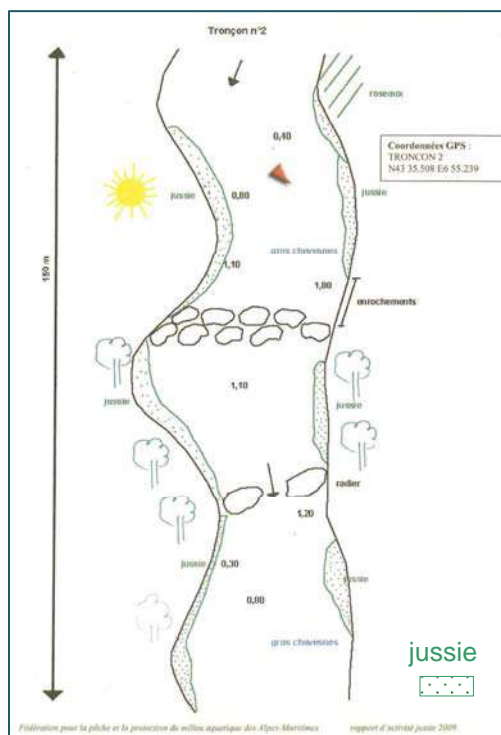 Tronçon n°2
roseaux
0,40
Coordonnées GPS :
TRONCON 2
N43 35.508 E6 55.239
jussie
0,80
jussie
gros chevesnes
1,10
1,80
enrochements
150 m
1,10
jussie
jussie
radier
1,20
jussie
0,30
jussie
0,80
gros chevesnes
jussie
Fédération pour la pêche et la protection du milieu aquatique des Alpes-Maritimes rapport d'activité jussie 2009